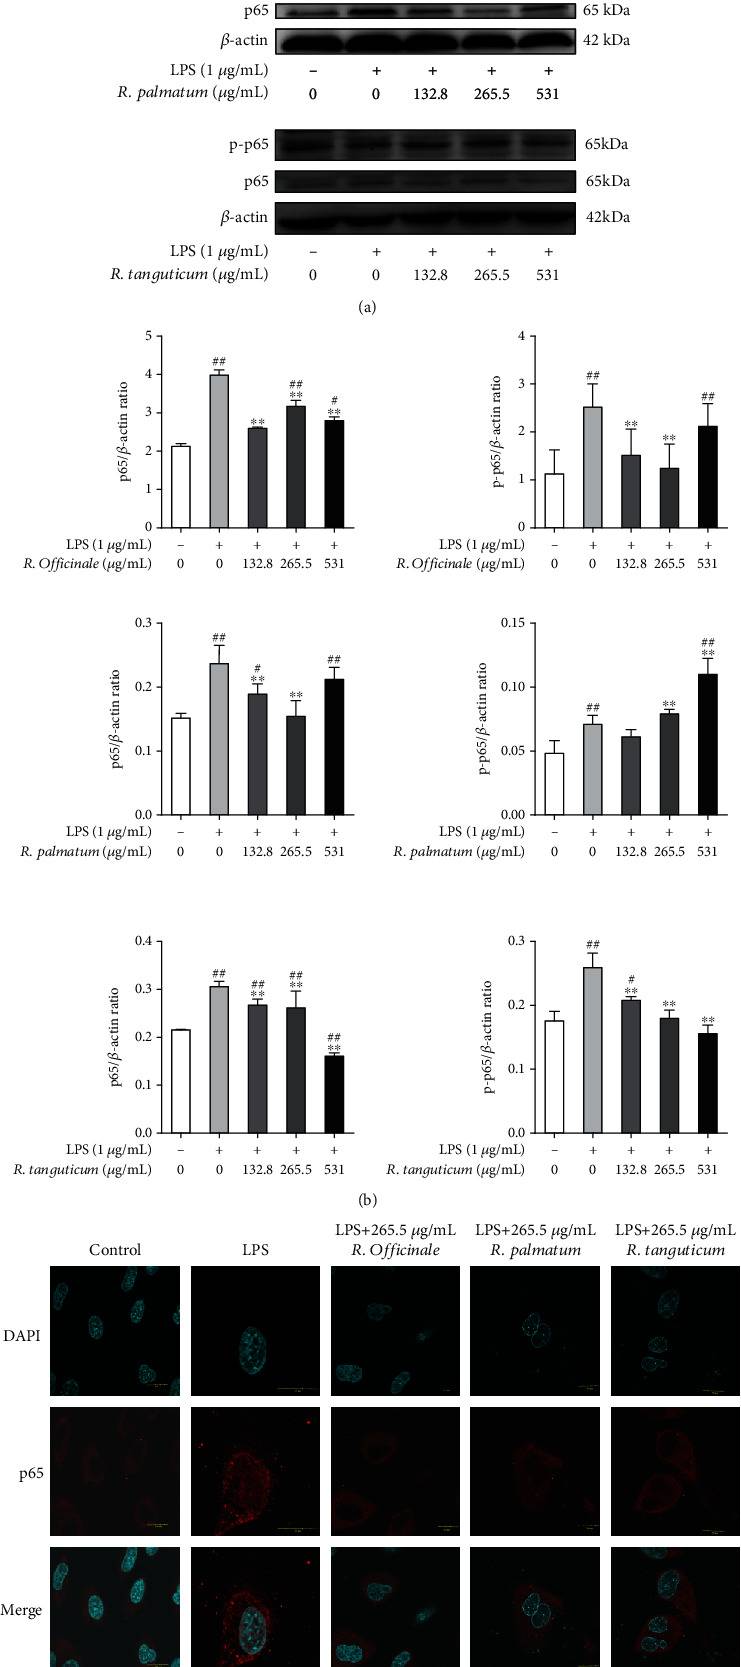 p65 65 kDa
β-actin 42 kDa
LPS (1 μg/mL) – + + + +
R. palmatum (μg/mL) 0 0 132.8 265.5 531
p-p65 65kDa
p65 65kDa
β-actin 42kDa
LPS (1 μg/mL) – + + + +
R. tanguticum (μg/mL) 0 0 132.8 265.5 531
(a)
p65/β-actin ratio
5
4
3
2
1
0
##
**
##
**
#
**
LPS (1 μg/mL) – + + + +
R. Officinale (μg/mL) 0 0 132.8 265.5 531
p-p65/β-actin ratio
4
3
2
1
0
##
**
**
##
LPS (1 μg/mL) – + + + +
R. Officinale (μg/mL) 0 0 132.8 265.5 531
p65/β-actin ratio
0.3
0.2
0.1
0.0
##
#
**
**
##
LPS (1 μg/mL) – + + + +
R. palmatum (μg/mL) 0 0 132.8 265.5 531
p-p65/β-actin ratio
0.15
0.10
0.05
0.00
##
**
##
**
LPS (1 μg/mL) – + + + +
R. palmatum (μg/mL) 0 0 132.8 265.5 531
p65/β-actin ratio
0.4
0.3
0.2
0.1
0.0
##
##
**
##
**
##
**
LPS (1 μg/mL) – + + + +
R. tanguticum (μg/mL) 0 0 132.8 265.5 531
p-p65/β-actin ratio
0.3
0.2
0.1
0.0
##
#
**
**
**
LPS (1 μg/mL) – + + + +
R. tanguticum (μg/mL) 0 0 132.8 265.5 531
(b)
Control
LPS
LPS+265.5 μg/mL
R. Officinale
LPS+265.5 μg/mL
R. palmatum
LPS+265.5 μg/mL
R. tanguticum
DAPI
p65
Merge